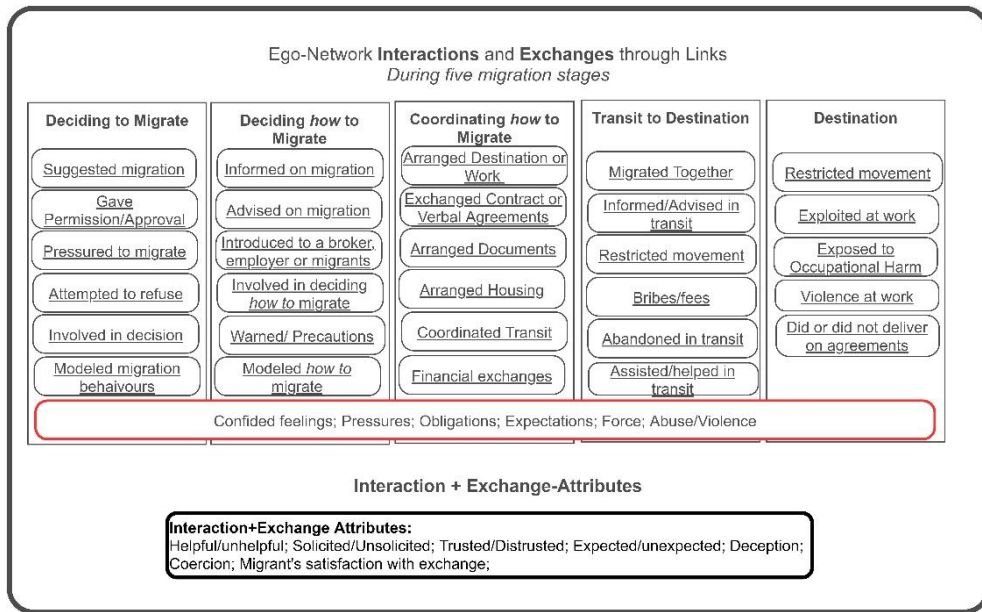 Ego-Network Interactions and Exchanges through Links
During five migration stages
Deciding to Migrate
Suggested migration
Gave
Permission/Approval
Pressured to migrate
Attempted to refuse
Involved in decision
Modeled migration
behaivours
Deciding how to
Migrate
Informed on migration
Advised on migration
Introduced to a broker,
employer or migrants
Involved in deciding
how to migrate
Warned/ Precautions
Modeled how to
migrate
Coordinating how to
Migrate
Arranged Destination or
Work
Exchanged Contract or
Verbal Agreements
Arranged Documents
Arranged Housing
Coordinated Transit
Financial exchanges
Transit to Destination
Migrated Together
Informed/Advised in
transit
Restricted movement
Bribes/fees
Abandoned in transit
Assisted/helped in
transit
Destination
Restricted movement
Exploited at work
Exposed to
Occupational Harm
Violence at work
Did or did not deliver
on agreements
Confided feelings; Pressures; Obligations; Expectations; Force; Abuse/Violence
Interaction + Exchange-Attributes
Interaction+Exchange Attributes:
Helpful/unhelpful; Solicited/Unsolicited; Trusted/Distrusted; Expected/unexpected; Deception;
Coercion; Migrant's satisfaction with exchange;